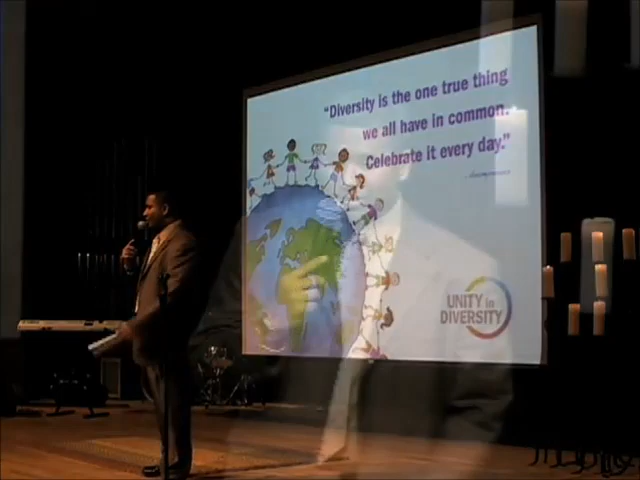 "Diversity is the one true thing
we all have in common.
Celebrate it every day."
UNITY in
DIVERSITY